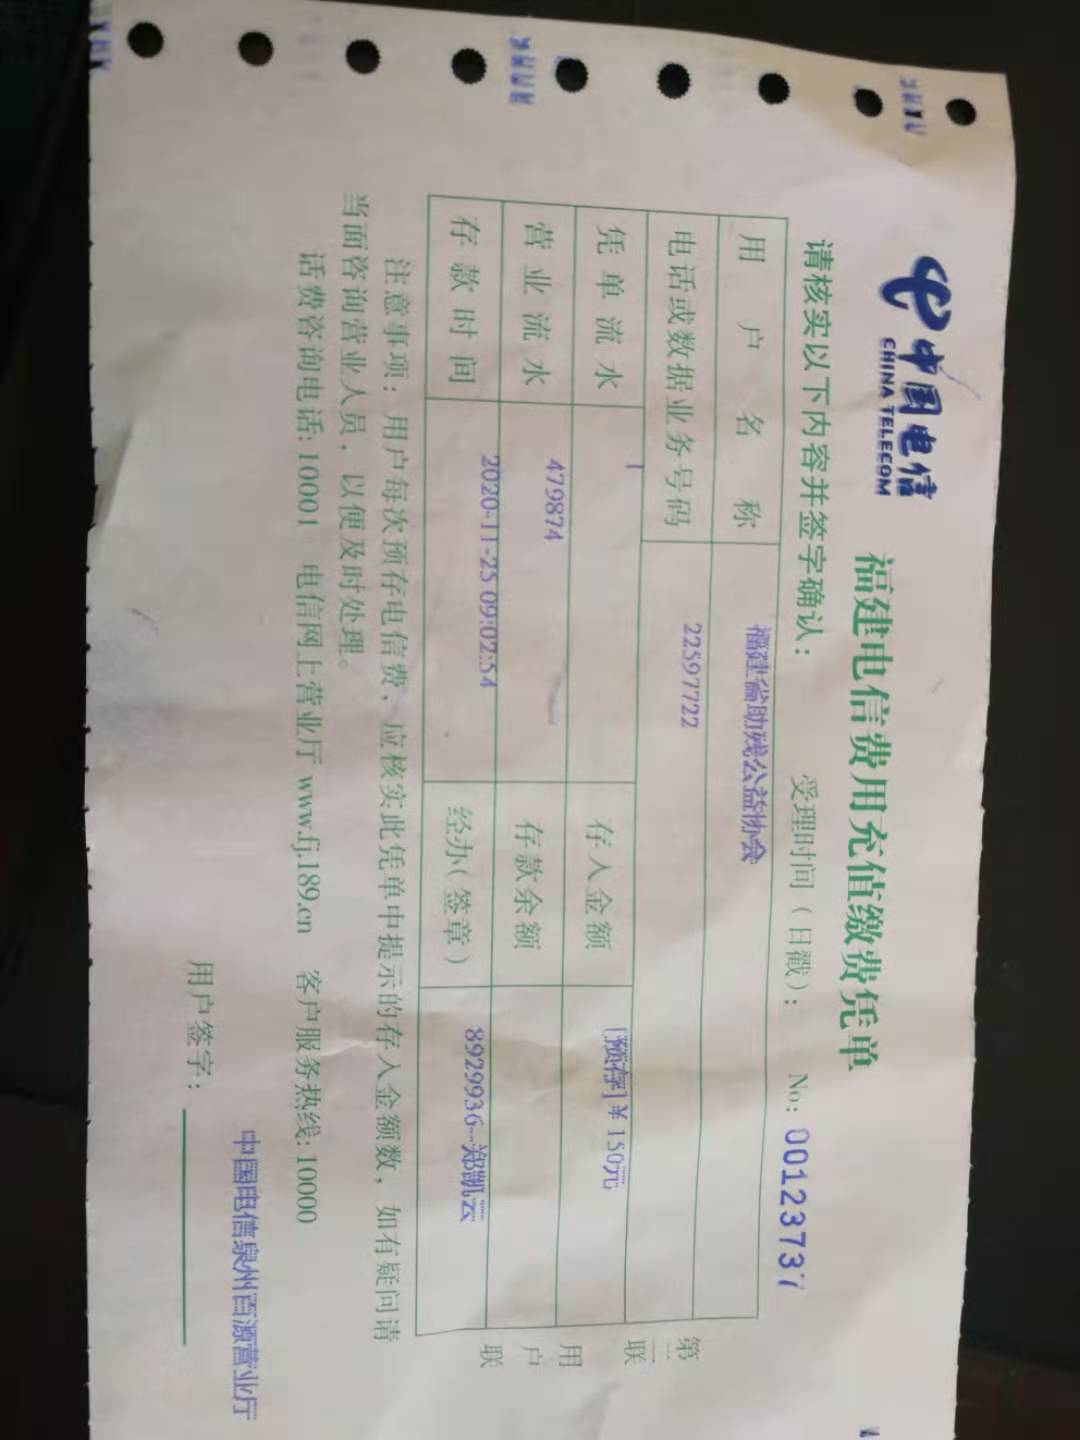 中国电信
CHINA TELECOM
福建电信费用充值缴费凭单
请核实以下内容并签字确认： 受理时间（日戳）： No: 00123737
用户名称 福建省助残公益协会
电话或数据业务号码 22597722
凭单流水 1 存入金额 [预存]￥150元
营业流水 479874 存款余额
存款时间 2020-11-25 09:02:54 经办（签章） 8929936--郑凯云
第二联 用户联
注意事项：用户每次预存电信费，应核实此凭单中提示的存入金额数，如有疑问请
当面咨询营业人员，以便及时处理。
话费咨询电话: 10001 电信网上营业厅 www.fj.189.cn 客户服务热线: 10000
中国电信泉州百源营业厅
用户签字：